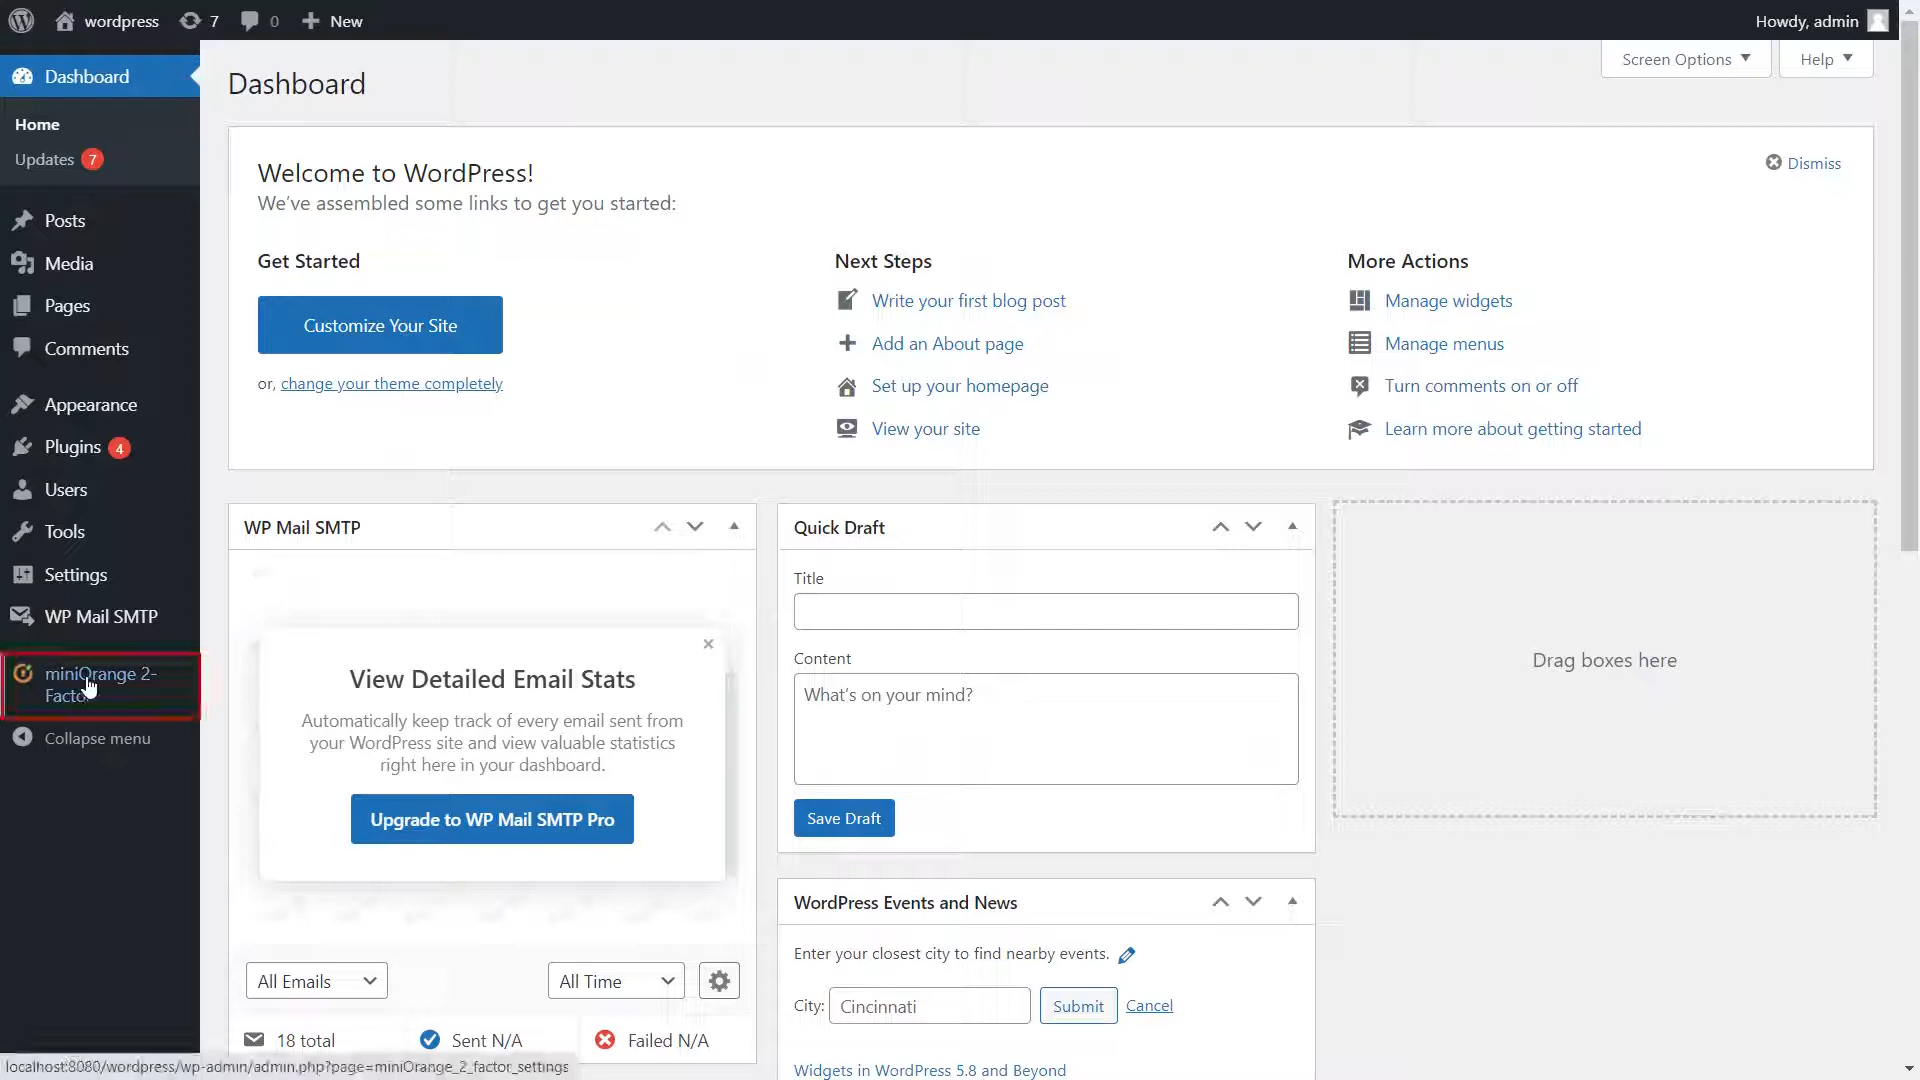 wordpress
7
0
New
Howdy, admin
Dashboard
Home
Updates 7
Posts
Media
Pages
Comments
Appearance
Plugins 4
Users
Tools
Settings
WP Mail SMTP
miniOrange 2-
Factor
Collapse menu
Screen Options
Help
Dashboard
Welcome to WordPress!
We've assembled some links to get you started:
Dismiss
Get Started
Customize Your Site
or, change your theme completely
Next Steps
Write your first blog post
Add an About page
Set up your homepage
View your site
More Actions
Manage widgets
Manage menus
Turn comments on or off
Learn more about getting started
WP Mail SMTP
View Detailed Email Stats
Automatically keep track of every email sent from
your WordPress site and view valuable statistics
right here in your dashboard.
Upgrade to WP Mail SMTP Pro
All Emails
All Time
18 total
Sent N/A
Failed N/A
Quick Draft
Title
Content
What's on your mind?
Save Draft
WordPress Events and News
Enter your closest city to find nearby events.
City:
Cincinnati
Submit
Cancel
Widgets in WordPress 5.8 and Beyond
Drag boxes here
localhost:8080/wordpress/wp-admin/admin.php?page=miniOrange_2_factor_settings